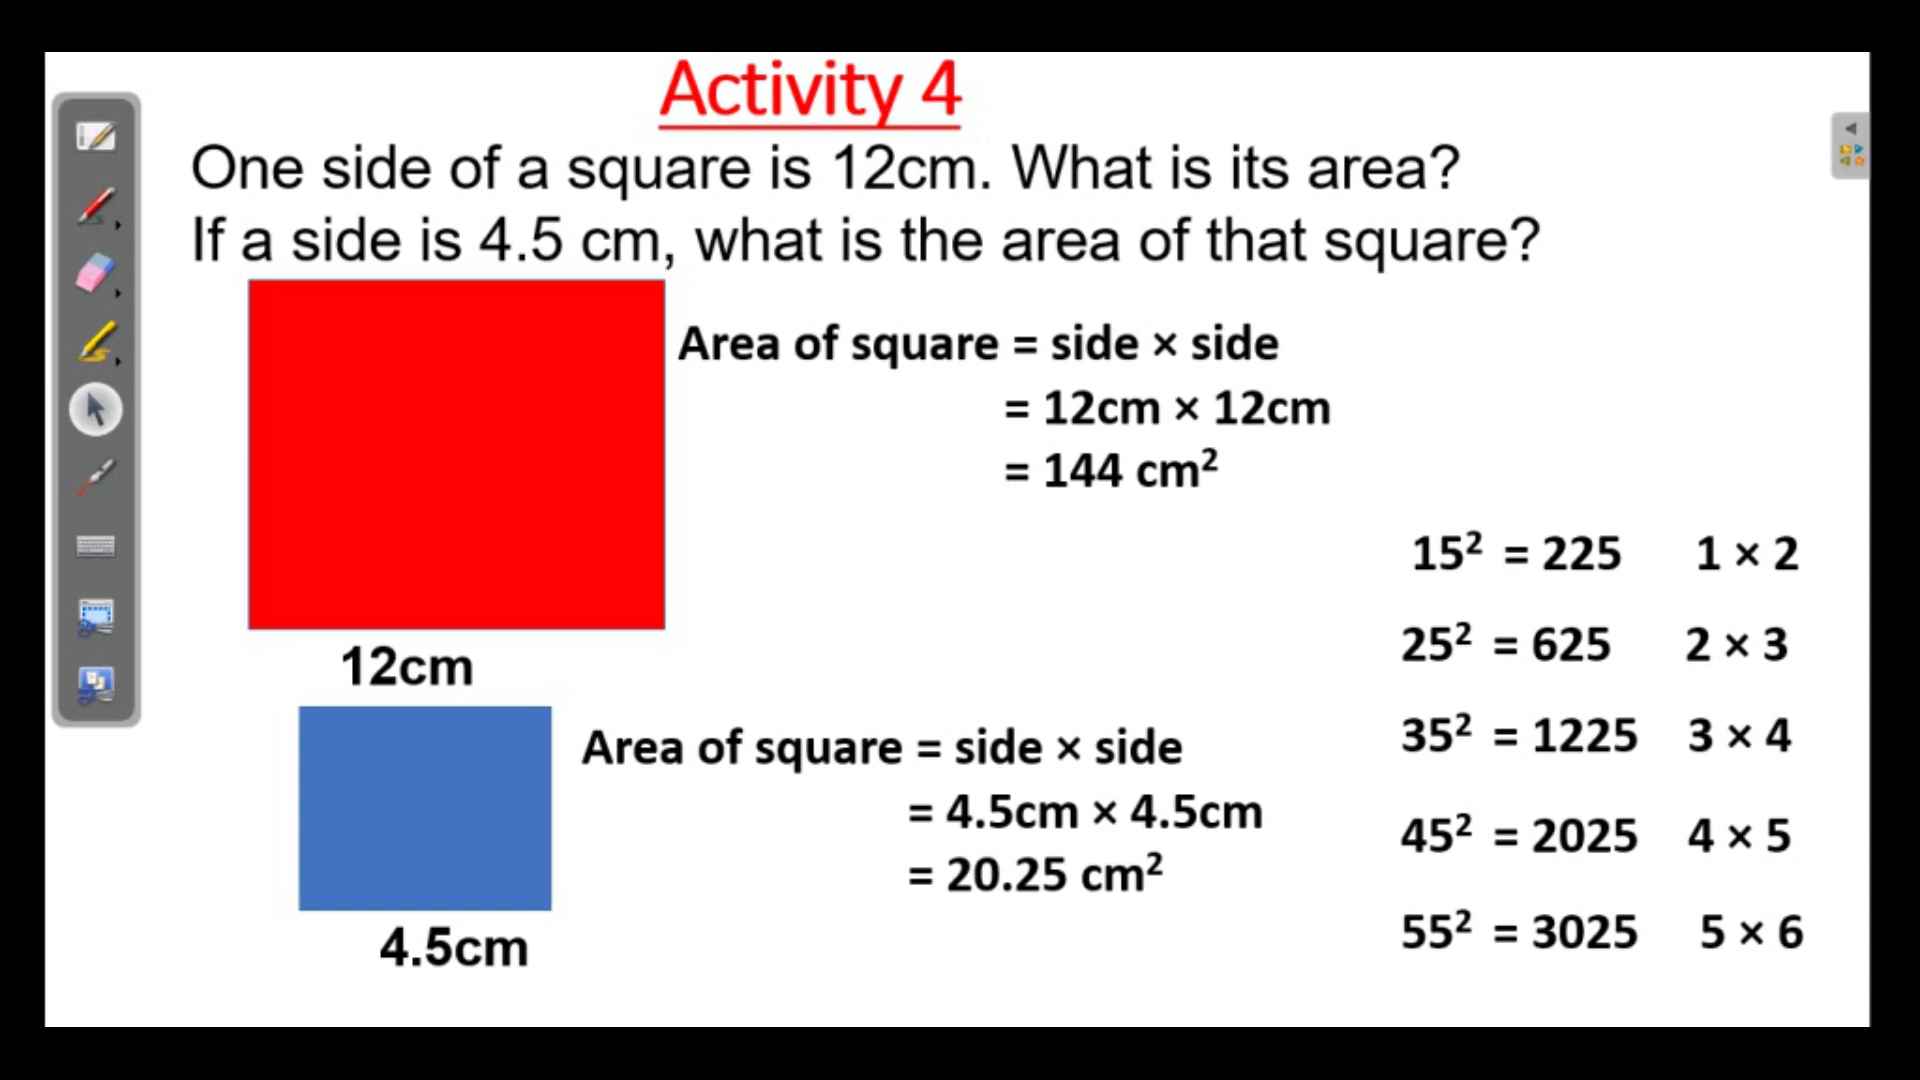 Activity 4
One side of a square is 12cm. What is its area?
If a side is 4.5 cm, what is the area of that square?
Area of square = side × side
= 12cm × 12cm
= 144 cm²
12cm
Area of square = side × side
= 4.5cm × 4.5cm
= 20.25 cm²
4.5cm
15² = 225 1 × 2
25² = 625 2 × 3
35² = 1225 3 × 4
45² = 2025 4 × 5
55² = 3025 5 × 6